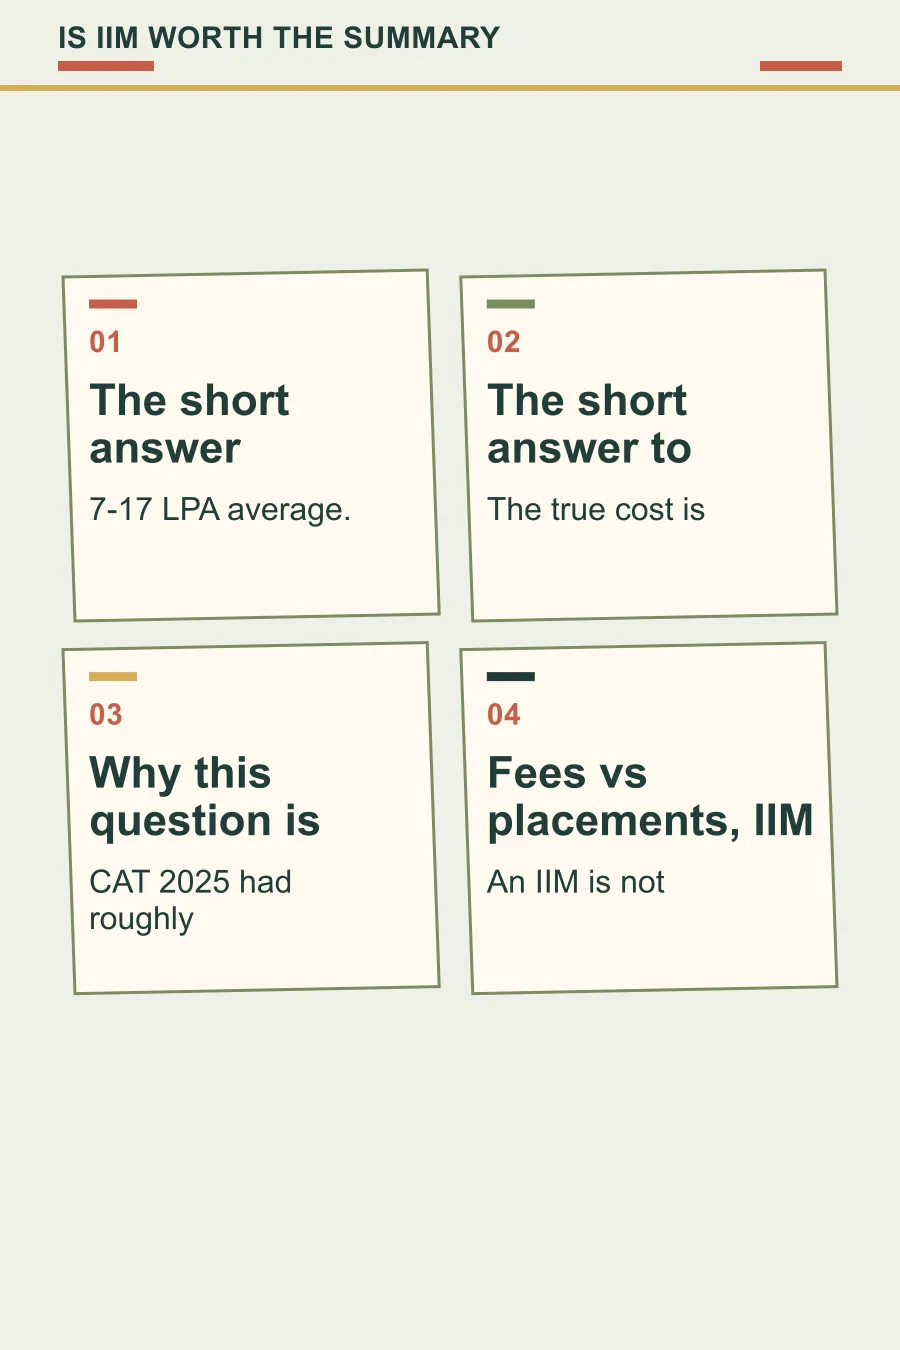 IS IIM WORTH THE SUMMARY
01
The short
answer
7-17 LPA average.
02
The short
answer to
The true cost is
03
Why this
question is
CAT 2025 had
roughly
04
Fees vs
placements, IIM
An IIM is not